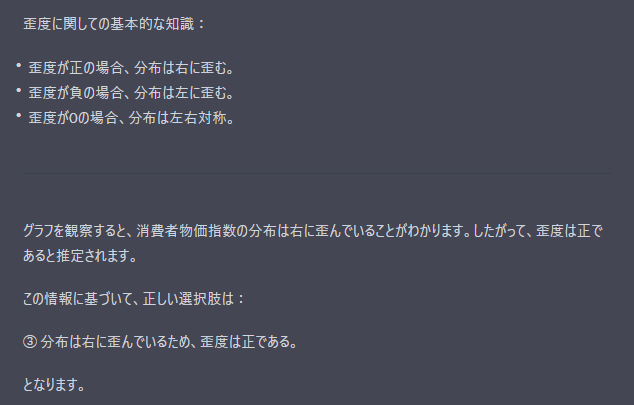 歪度に関しての基本的な知識：
• 歪度が正の場合、分布は右に歪む。
• 歪度が負の場合、分布は左に歪む。
• 歪度が0の場合、分布は左右対称。
グラフを観察すると、消費者物価指数の分布は右に歪んでいることがわかります。したがって、歪度は正で
あると推定されます。
この情報に基づいて、正しい選択肢は：
③ 分布は右に歪んでいるため、歪度は正である。
となります。